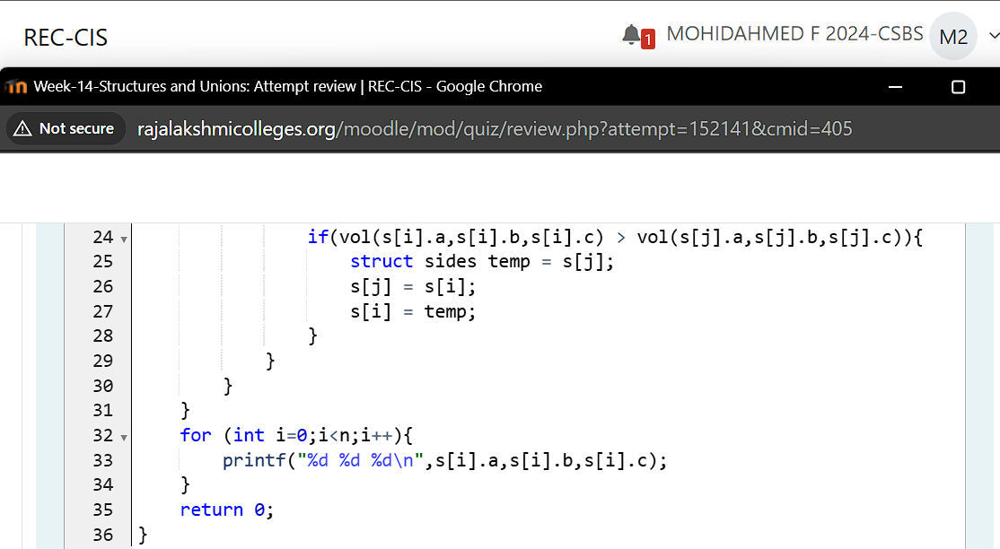 REC-CIS
1 MOHIDAHMED F 2024-CSBS M2
Week-14-Structures and Unions: Attempt review | REC-CIS - Google Chrome
Not secure rajalakshmicolleges.org/moodle/mod/quiz/review.php?attempt=152141&cmid=405
24 if(vol(s[i].a,s[i].b,s[i].c) > vol(s[j].a,s[j].b,s[j].c)){
25 struct sides temp = s[j];
26 s[j] = s[i];
27 s[i] = temp;
28 }
29 }
30 }
31 }
32 for (int i=0;i<n;i++){
33 printf("%d %d %d\n",s[i].a,s[i].b,s[i].c);
34 }
35 return 0;
36 }